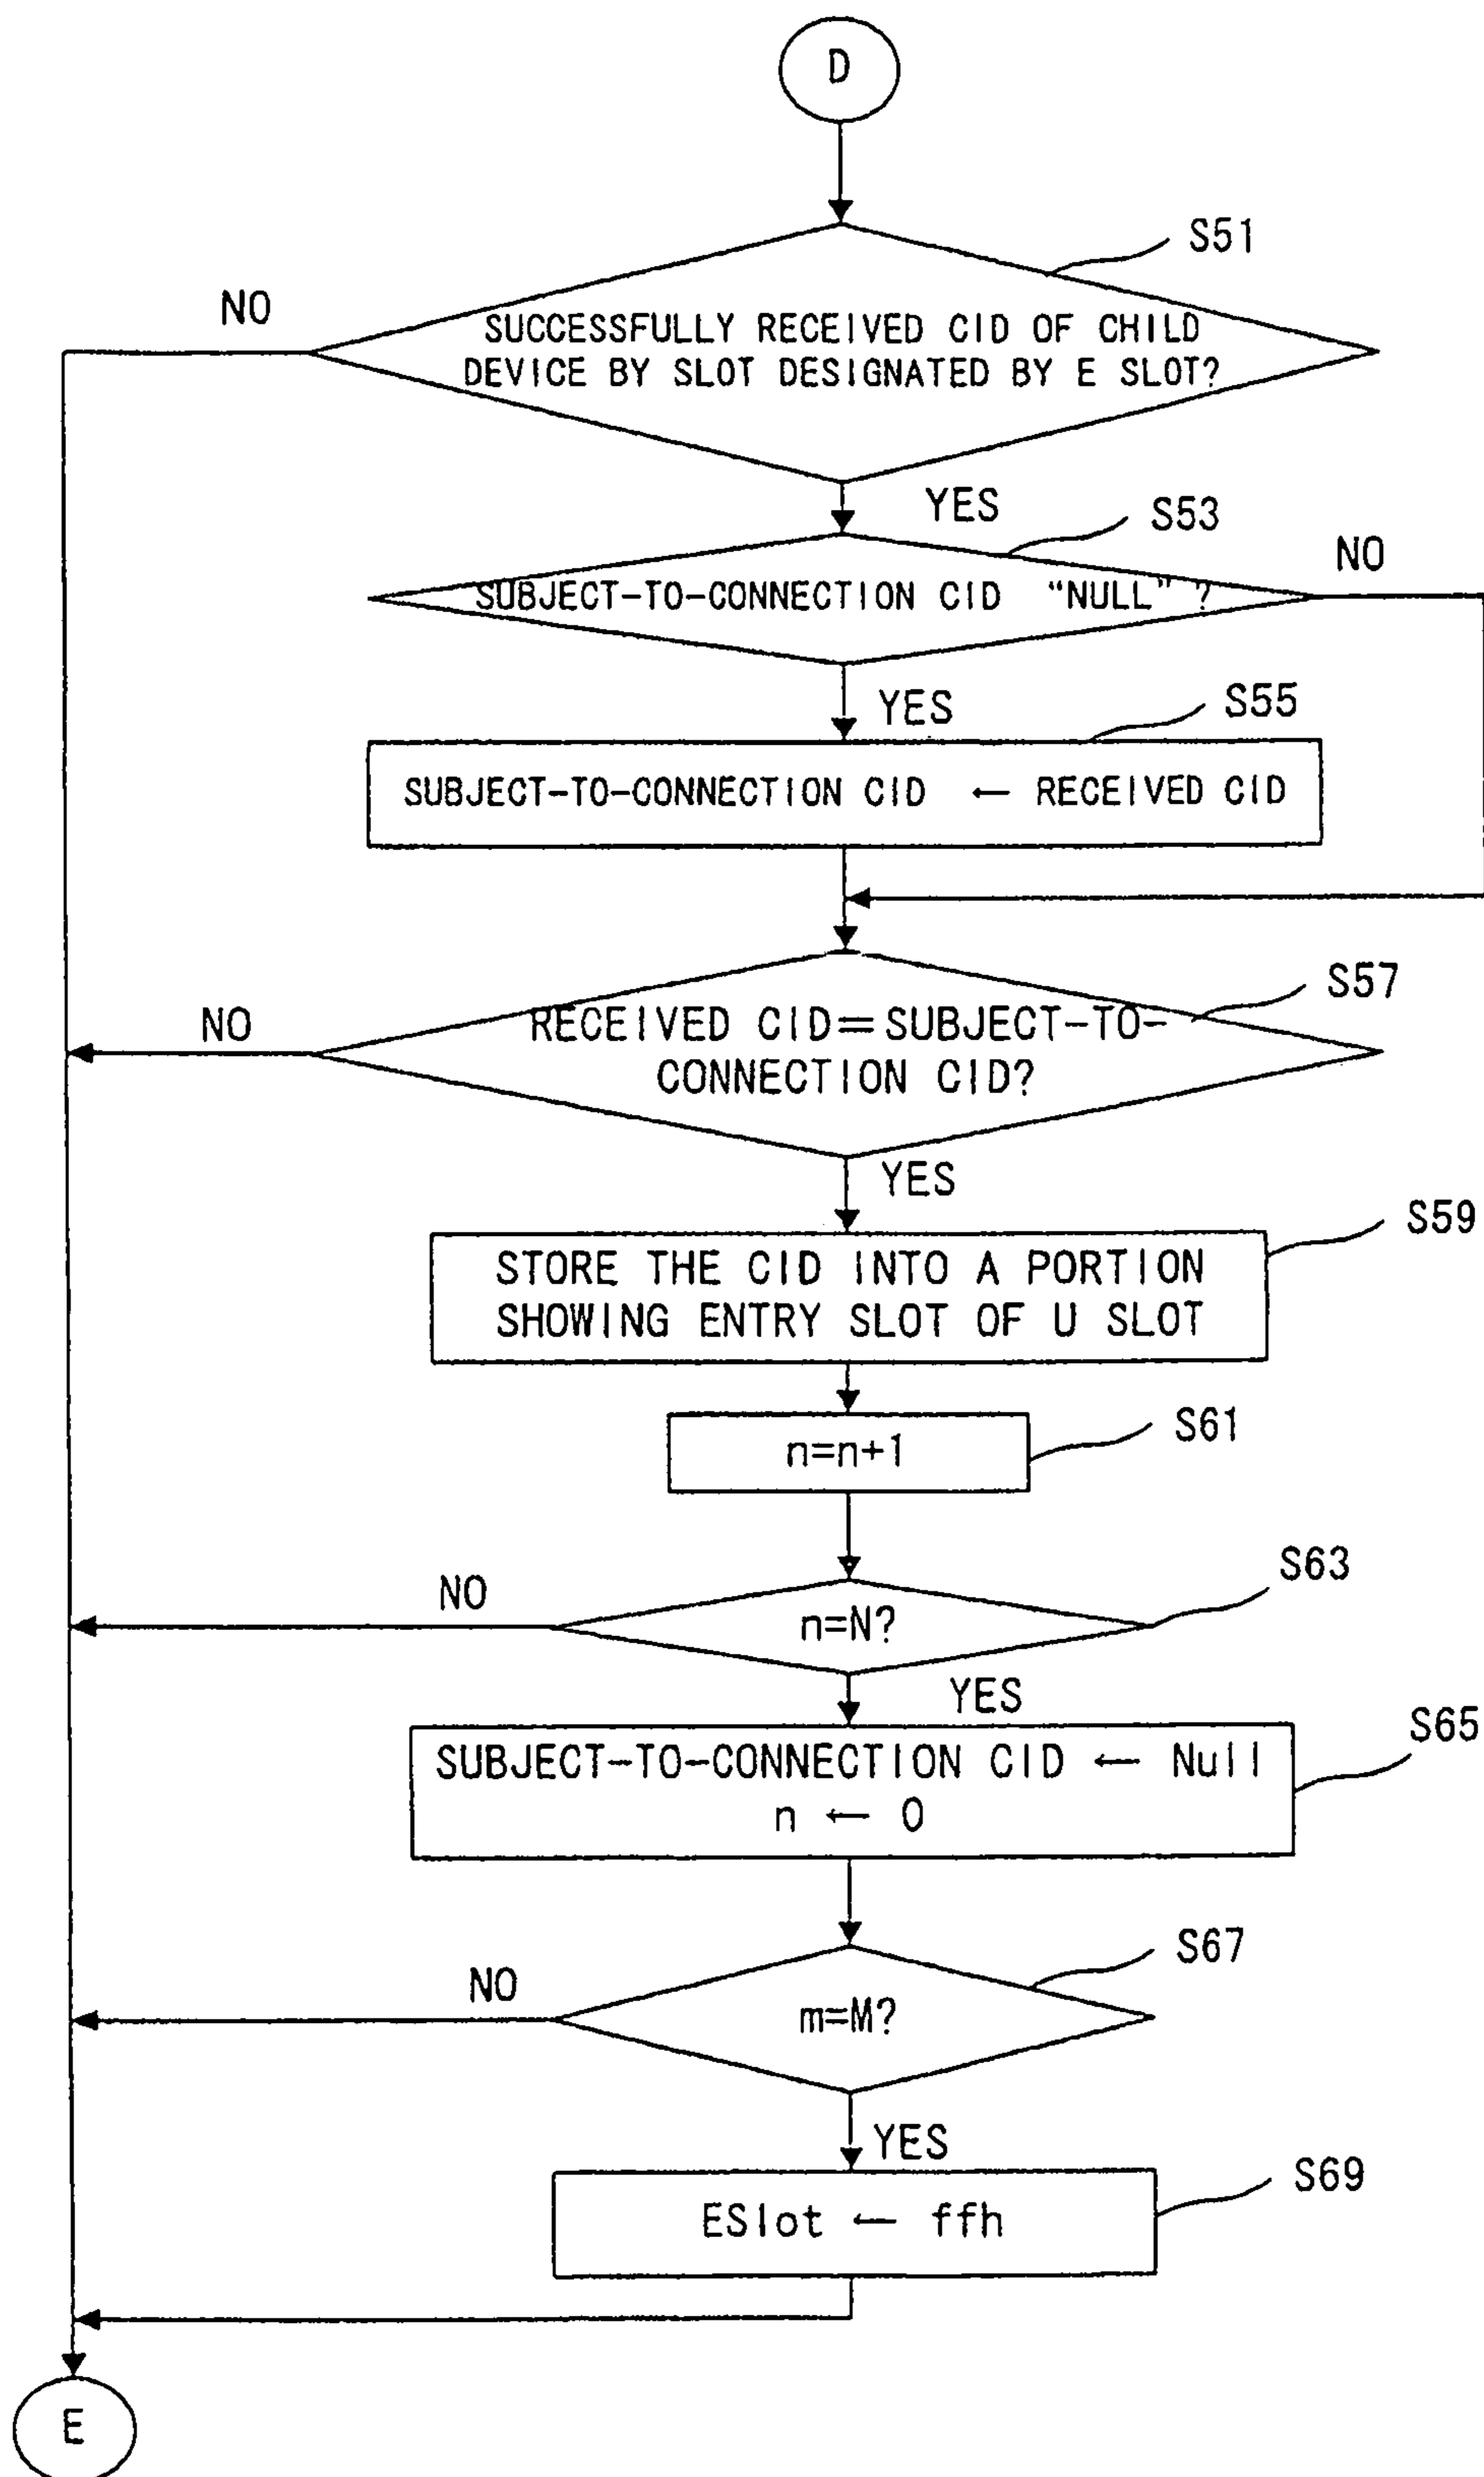 D
S51
NO
SUCCESSFULLY RECEIVED CID OF CHILD
DEVICE BY SLOT DESIGNATED BY E SLOT?
YES
S53
NO
SUBJECT-TO-CONNECTION CID "NULL" ?
YES
S55
SUBJECT-TO-CONNECTION CID ← RECEIVED CID
S57
NO
RECEIVED CID=SUBJECT-TO-
CONNECTION CID?
YES
S59
STORE THE CID INTO A PORTION
SHOWING ENTRY SLOT OF U SLOT
S61
n=n+1
S63
NO
n=N?
YES
S65
SUBJECT-TO-CONNECTION CID ← Null
n ← 0
S67
NO
m=M?
YES
S69
ESlot ← ffh
E